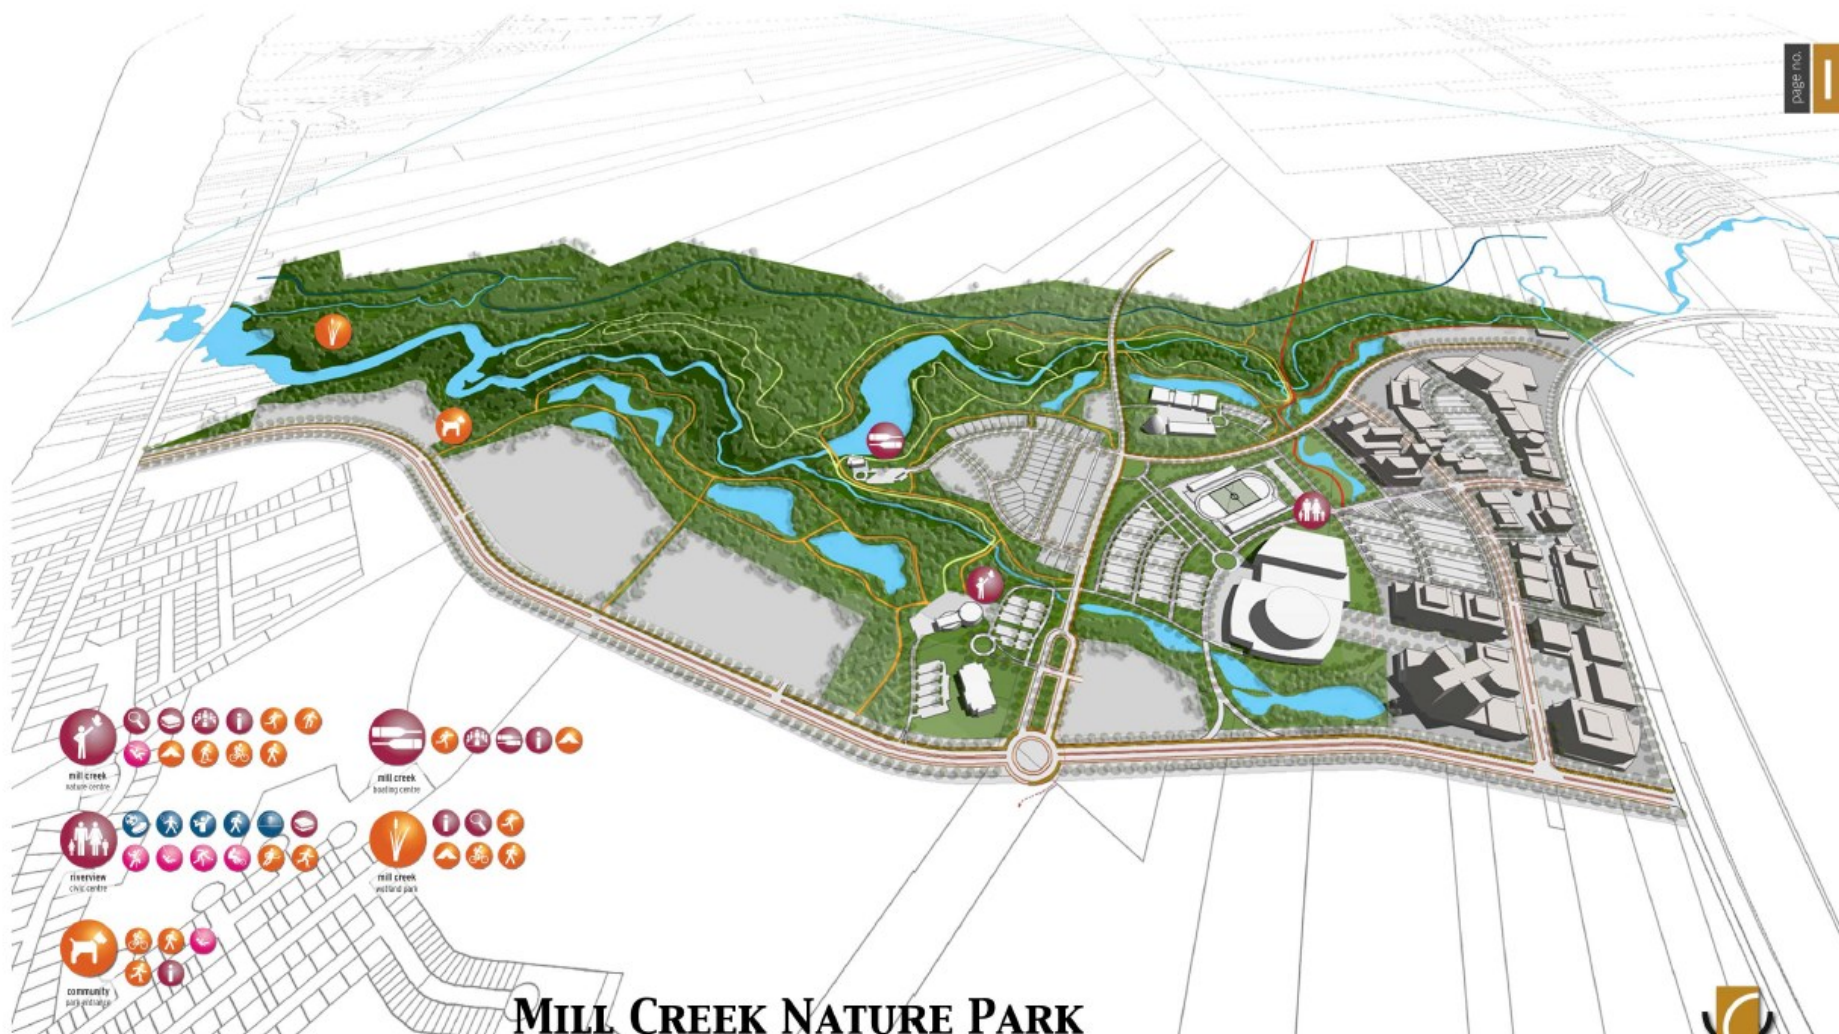 page no.
1
mill creek
nature centre
mill creek
boating centre
riverview
civic centre
mill creek
wetland park
community
park entrance
MILL CREEK NATURE PARK